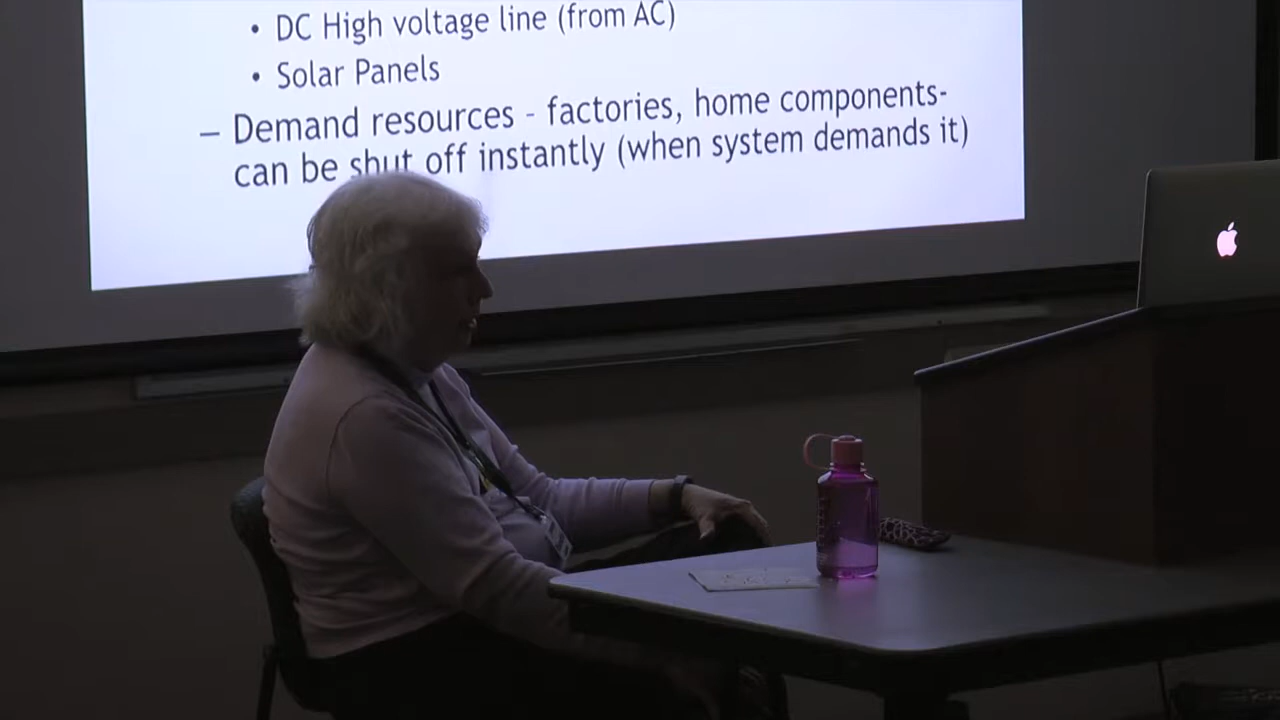 • DC High voltage line (from AC)
• Solar Panels
– Demand resources - factories, home components-
can be shut off instantly (when system demands it)